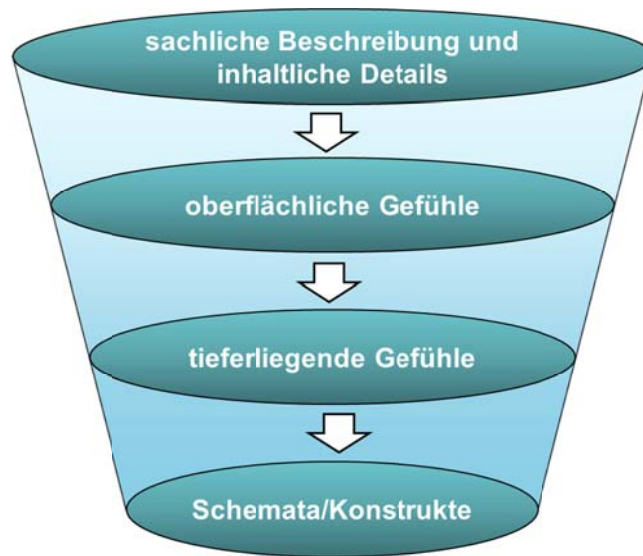 sachliche Beschreibung und
inhaltliche Details
oberflächliche Gefühle
tieferliegende Gefühle
Schemata/Konstrukte